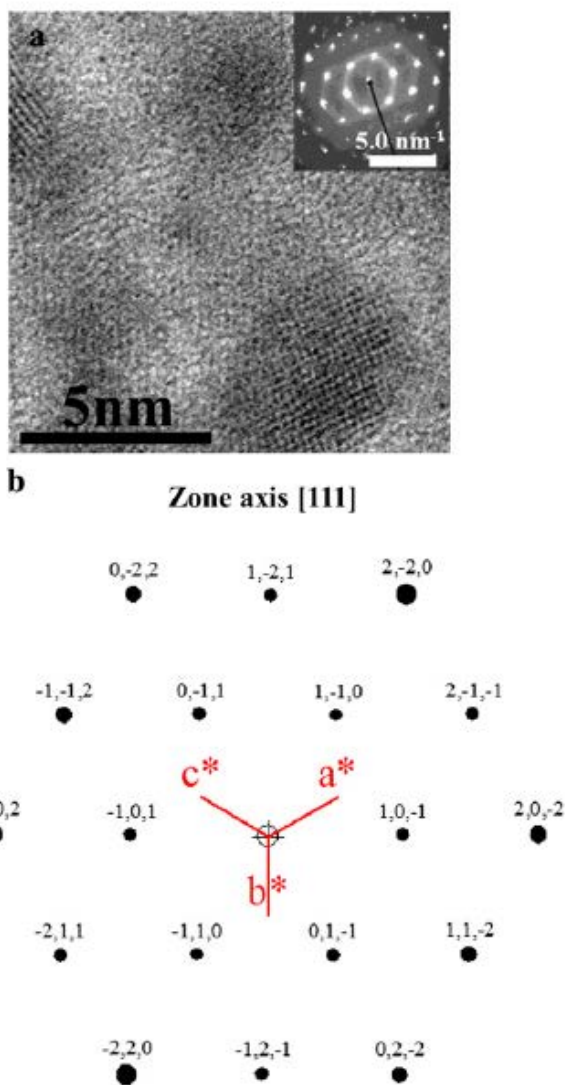 a
5.0 nm⁻¹
5nm
b
Zone axis [111]
0,-2,2 1,-2,1 2,-2,0
-1,-1,2 0,-1,1 1,-1,0 2,-1,-1
c* a*
0,2 -1,0,1 1,0,-1 2,0,-2
b*
-2,1,1 -1,1,0 0,1,-1 1,1,-2
-2,2,0 -1,2,-1 0,2,-2